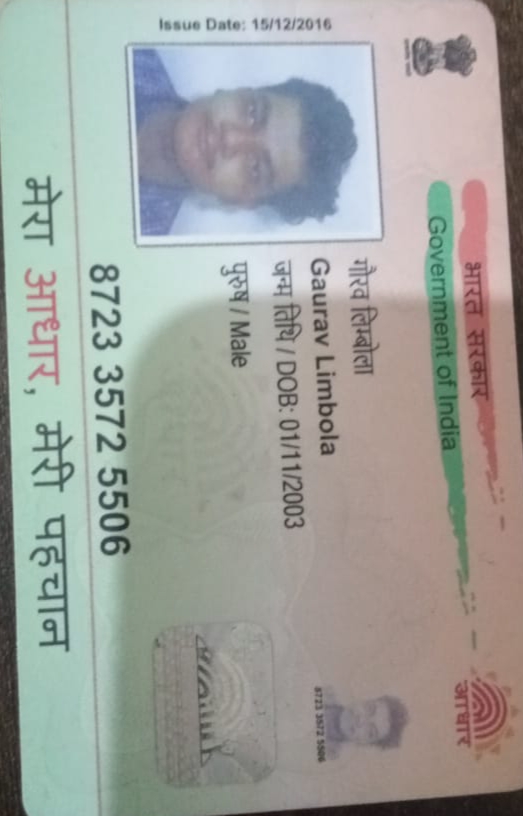 भारत सरकार
Government of India
आधार
गौरव लिम्बोला
Gaurav Limbola
जन्म तिथि / DOB: 01/11/2003
पुरुष / Male
8723 3572 5506
Issue Date: 15/12/2016
8723 3572 5506
मेरा आधार, मेरी पहचान